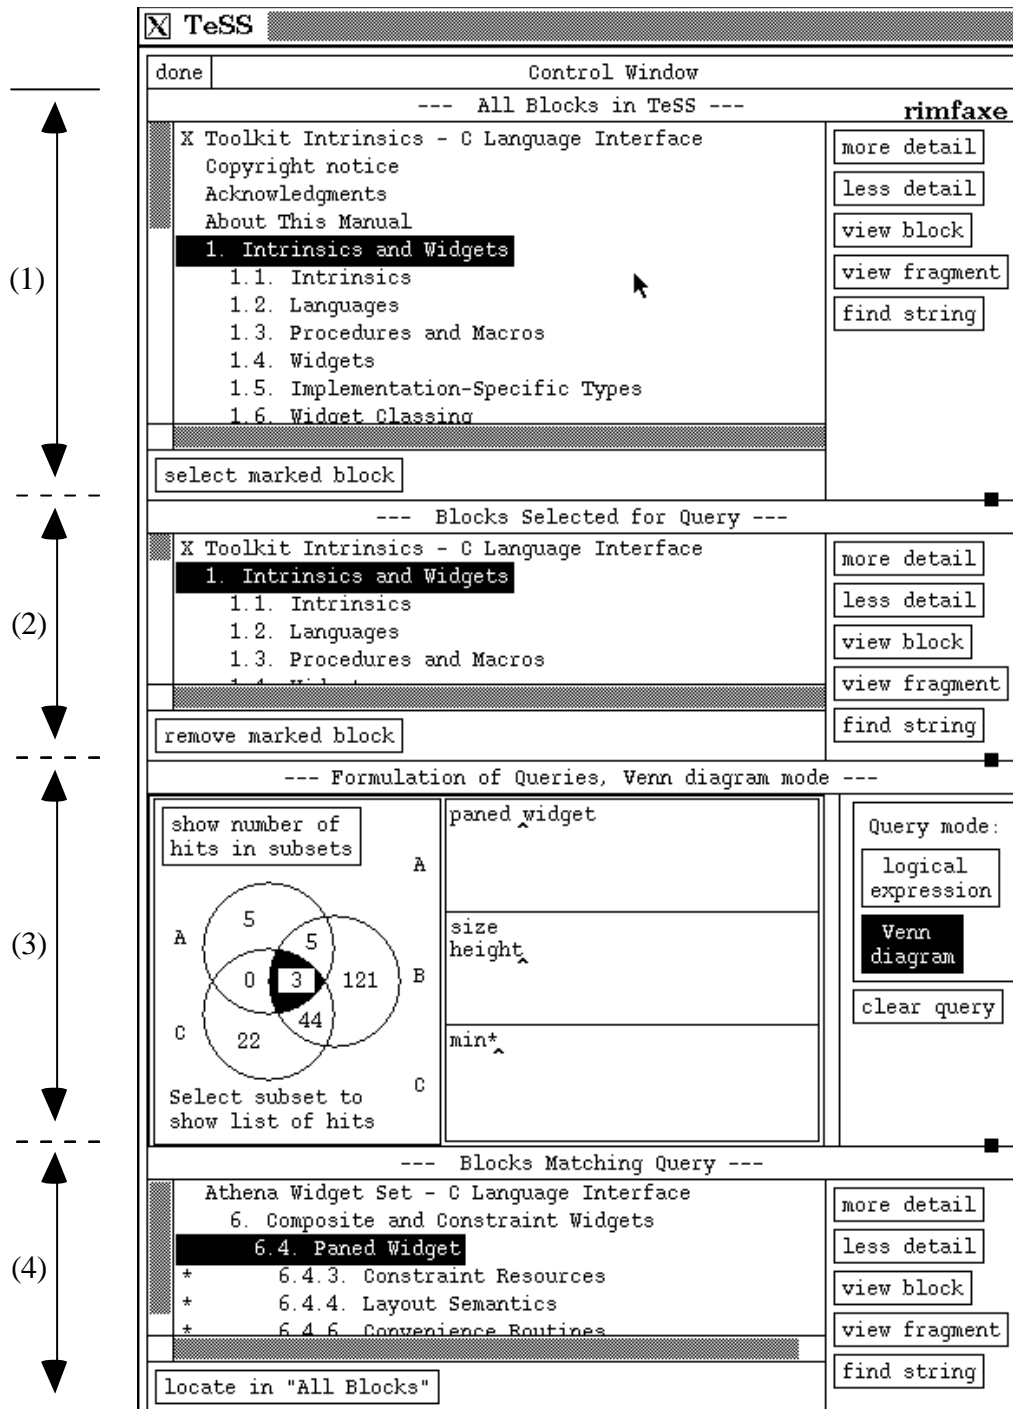 X TeSS
done
Control Window
--- All Blocks in TeSS ---
rimfaxe
X Toolkit Intrinsics - C Language Interface
Copyright notice
Acknowledgments
About This Manual
1. Intrinsics and Widgets
1.1. Intrinsics
1.2. Languages
1.3. Procedures and Macros
1.4. Widgets
1.5. Implementation-Specific Types
1.6. Widget Classing
more detail
less detail
view block
view fragment
find string
(1)
select marked block
--- Blocks Selected for Query ---
X Toolkit Intrinsics - C Language Interface
1. Intrinsics and Widgets
1.1. Intrinsics
1.2. Languages
1.3. Procedures and Macros
more detail
less detail
view block
view fragment
find string
(2)
remove marked block
--- Formulation of Queries, Venn diagram mode ---
show number of
hits in subsets
A
5
A
5
0
3
121
B
44
C
22
C
Select subset to
show list of hits
paned widget
size
height
min*
Query mode:
logical
expression
Venn
diagram
clear query
(3)
--- Blocks Matching Query ---
Athena Widget Set - C Language Interface
6. Composite and Constraint Widgets
6.4. Paned Widget
* 6.4.3. Constraint Resources
* 6.4.4. Layout Semantics
* 6.4.6. Convenience Routines
more detail
less detail
view block
view fragment
find string
(4)
locate in "All Blocks"